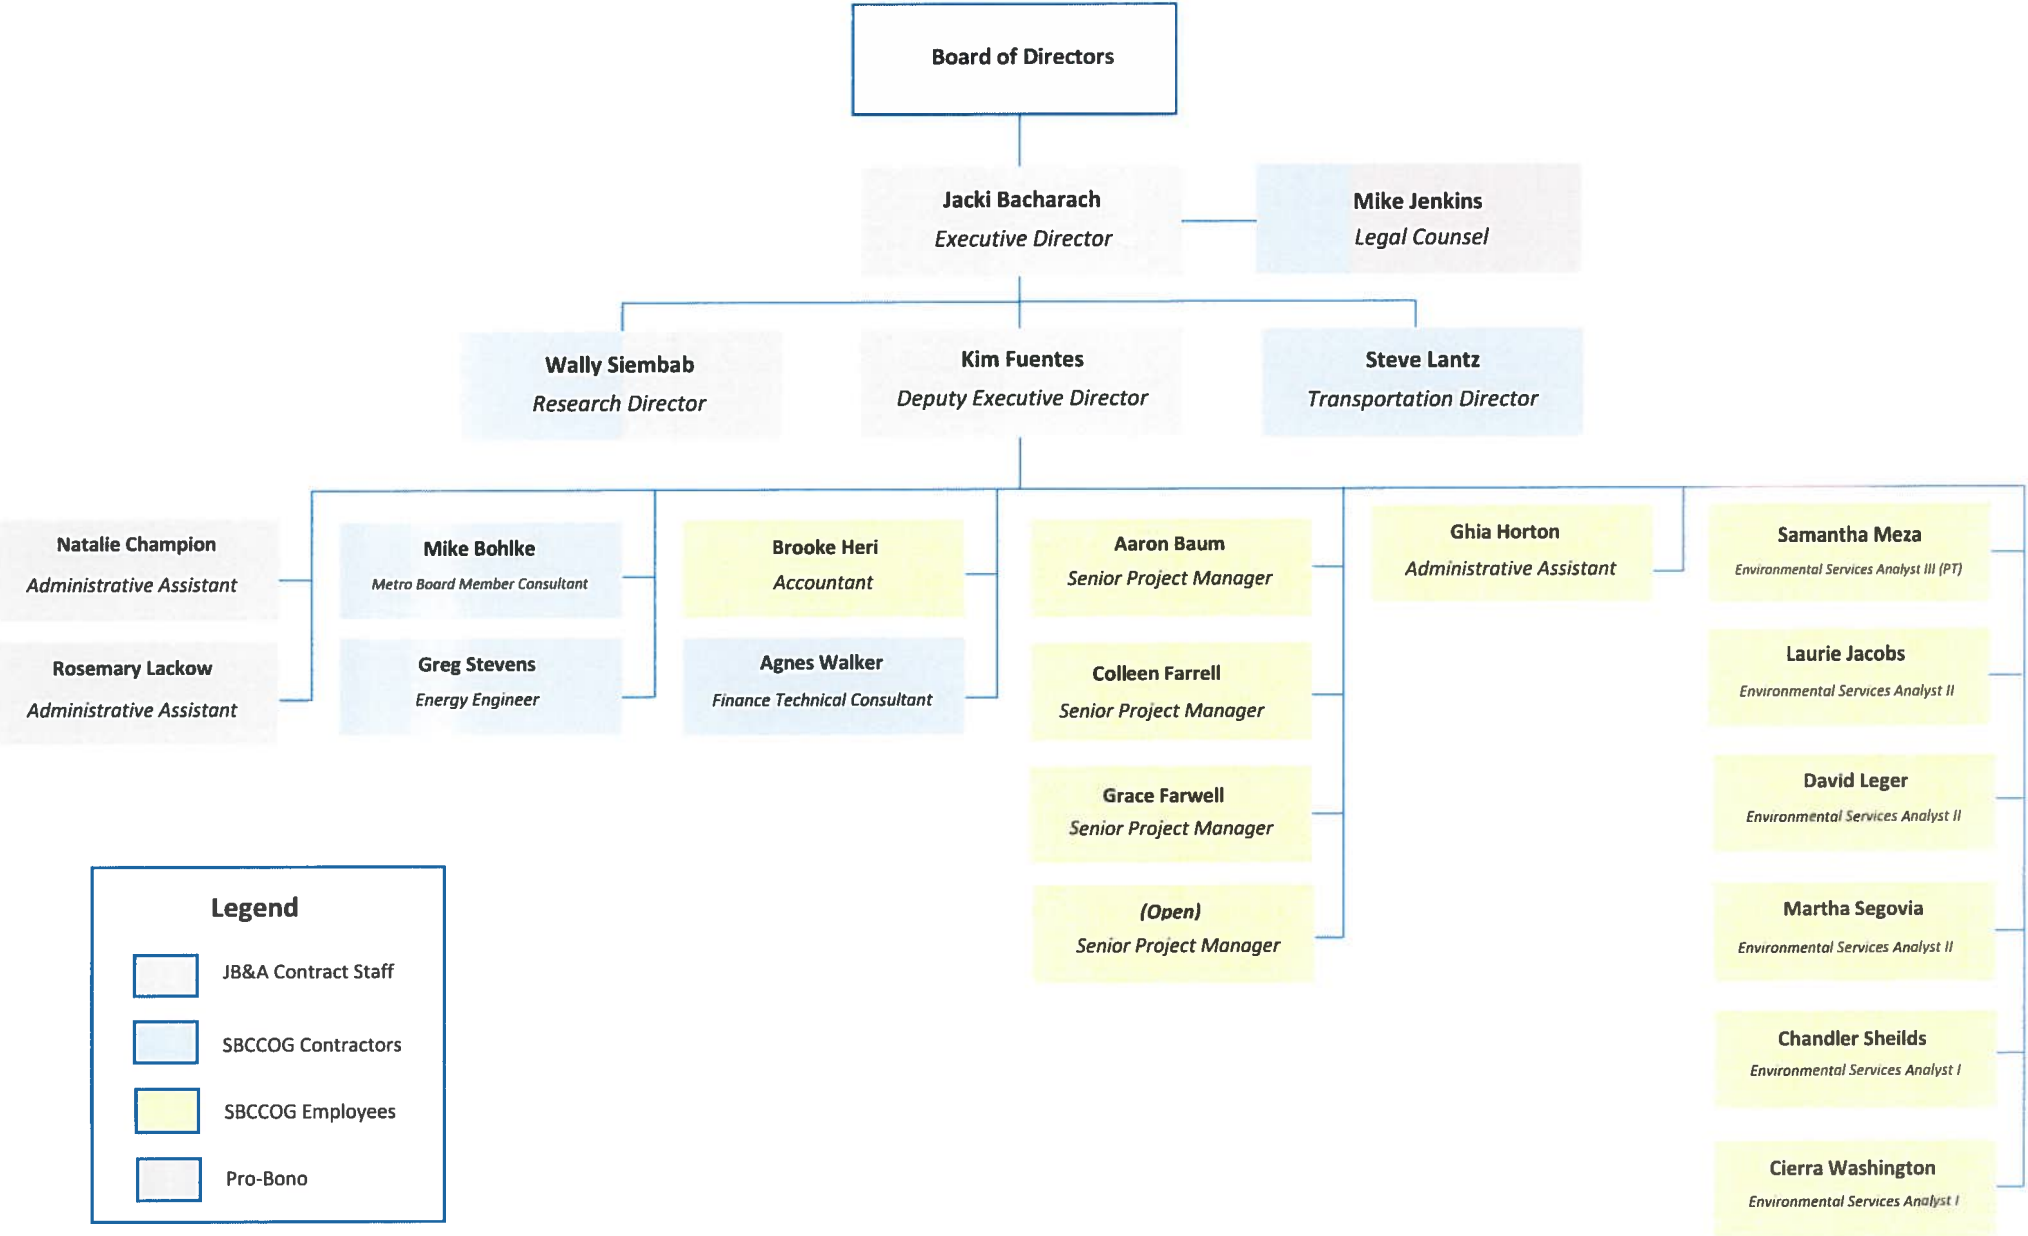 Board of Directors
Jacki Bacharach
Executive Director
Mike Jenkins
Legal Counsel
Wally Siembab
Research Director
Kim Fuentes
Deputy Executive Director
Steve Lantz
Transportation Director
Natalie Champion
Administrative Assistant
Rosemary Lackow
Administrative Assistant
Mike Bohlke
Metro Board Member Consultant
Greg Stevens
Energy Engineer
Brooke Heri
Accountant
Agnes Walker
Finance Technical Consultant
Aaron Baum
Senior Project Manager
Colleen Farrell
Senior Project Manager
Grace Farwell
Senior Project Manager
(Open)
Senior Project Manager
Ghia Horton
Administrative Assistant
Samantha Meza
Environmental Services Analyst III (PT)
Laurie Jacobs
Environmental Services Analyst II
David Leger
Environmental Services Analyst II
Martha Segovia
Environmental Services Analyst II
Chandler Sheilds
Environmental Services Analyst I
Cierra Washington
Environmental Services Analyst I
Legend
JB&A Contract Staff
SBCCOG Contractors
SBCCOG Employees
Pro-Bono